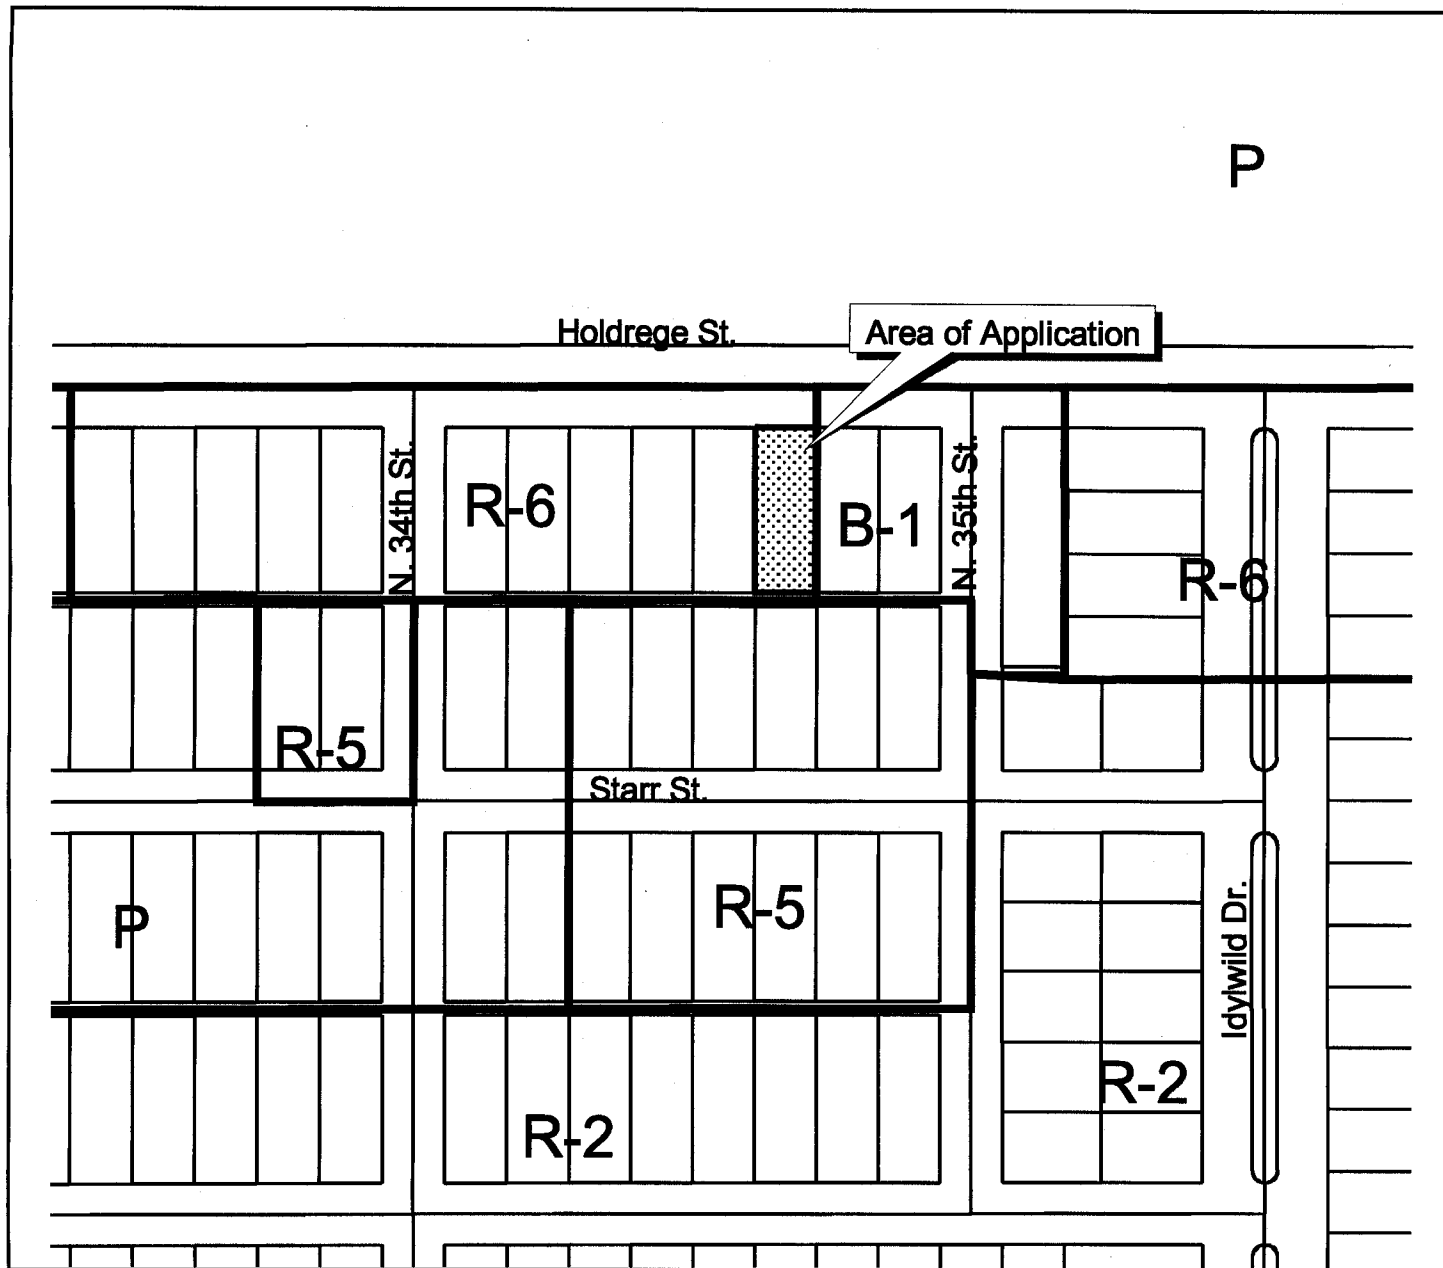 P
Holdrege St.
Area of Application
N. 34th St.
R-6
B-1
N. 35th St.
R-6
R-5
Starr St.
P
R-5
Idylwild Dr.
R-2
R-2